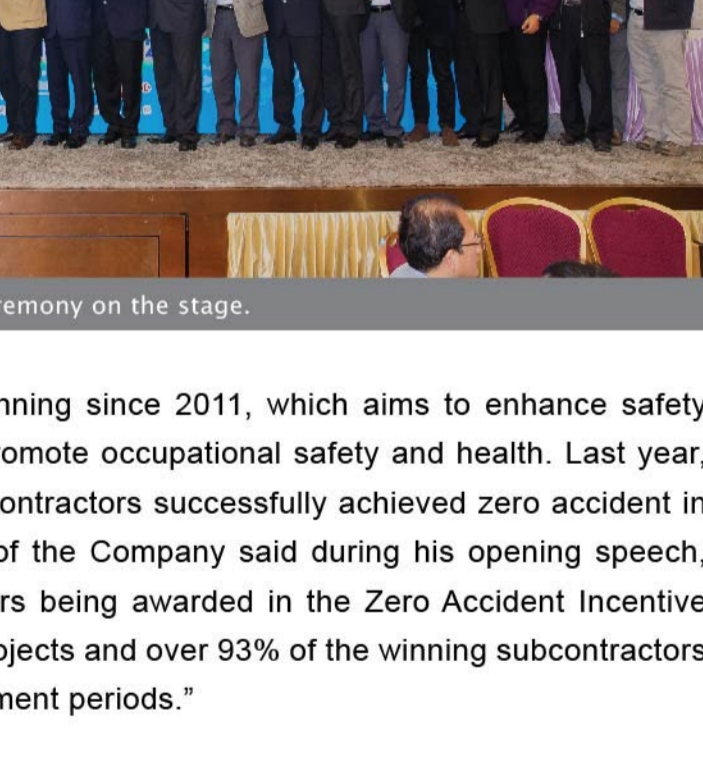 remony on the stage.
nning since 2011, which aims to enhance safety
romote occupational safety and health. Last year,
ontractors successfully achieved zero accident in
of the Company said during his opening speech,
rs being awarded in the Zero Accident Incentive
ojects and over 93% of the winning subcontractors
ment periods.”